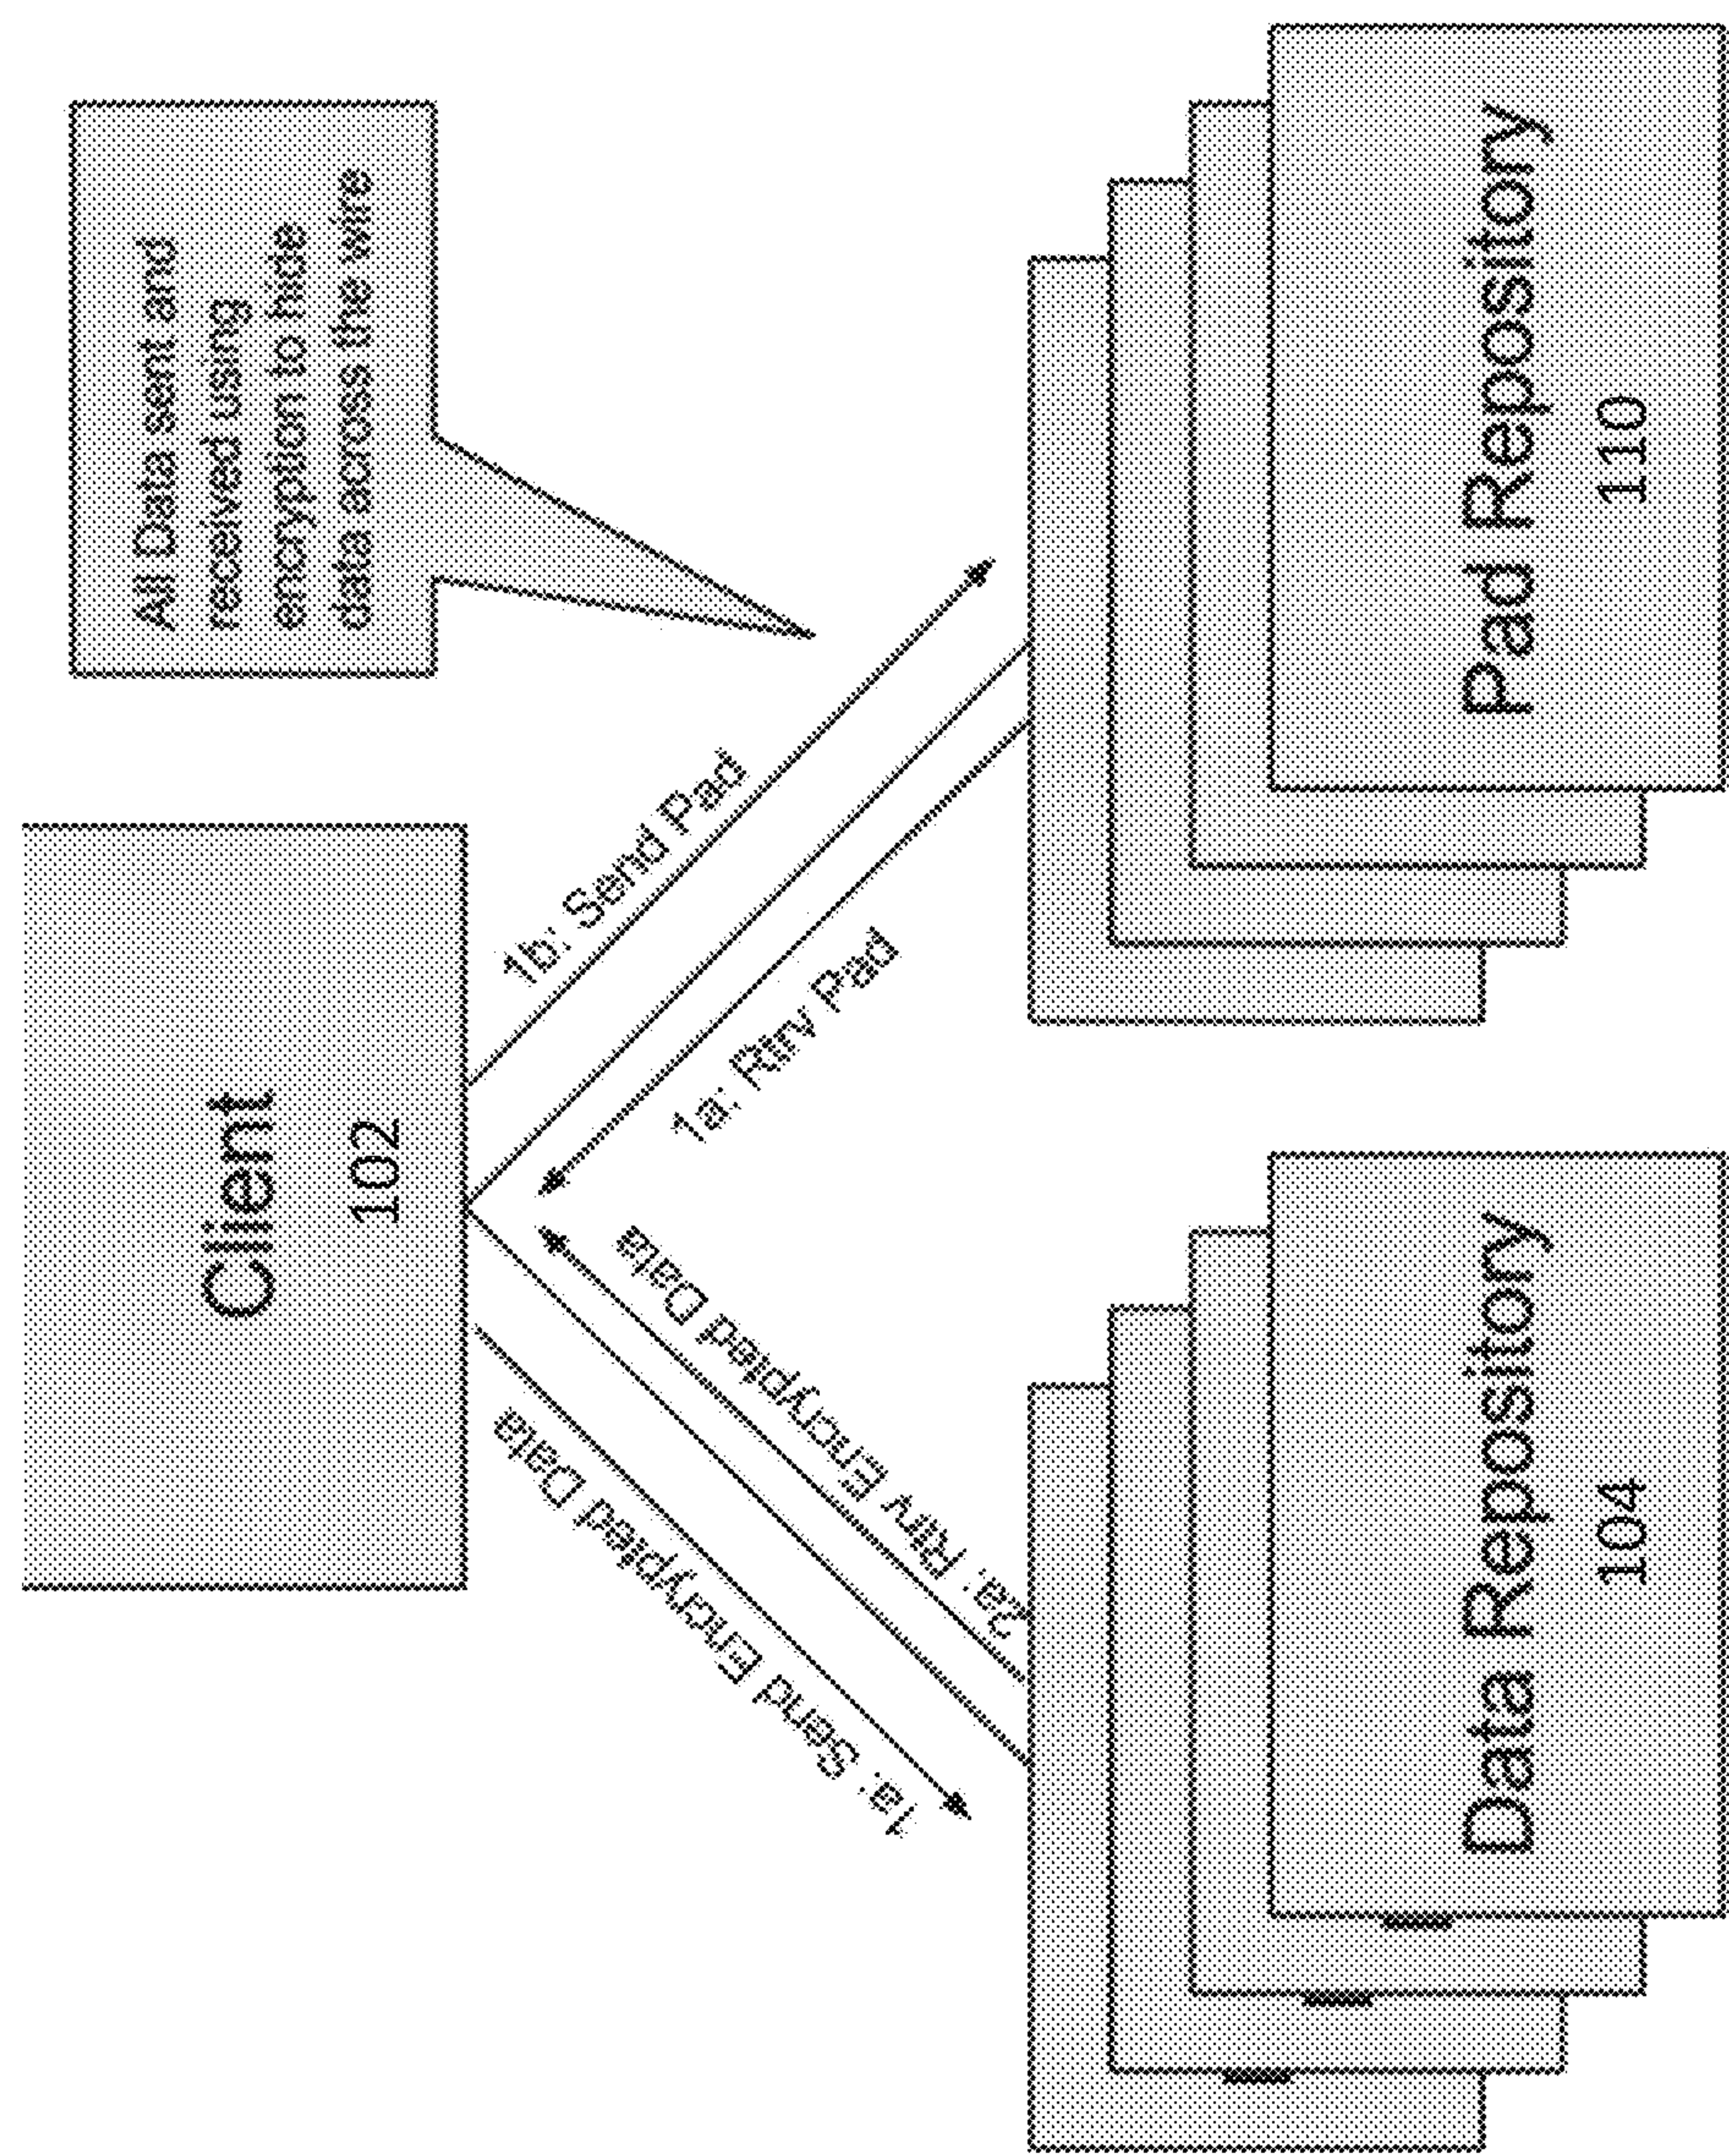 All Data sent and
received using
encryption to hide
data across the wire
Client
102
1b: Send Pad
1a: Rtrv Pad
2a: Rtrv Encrypted Data
1a: Send Encrypted Data
Pad Repository
110
Data Repository
104